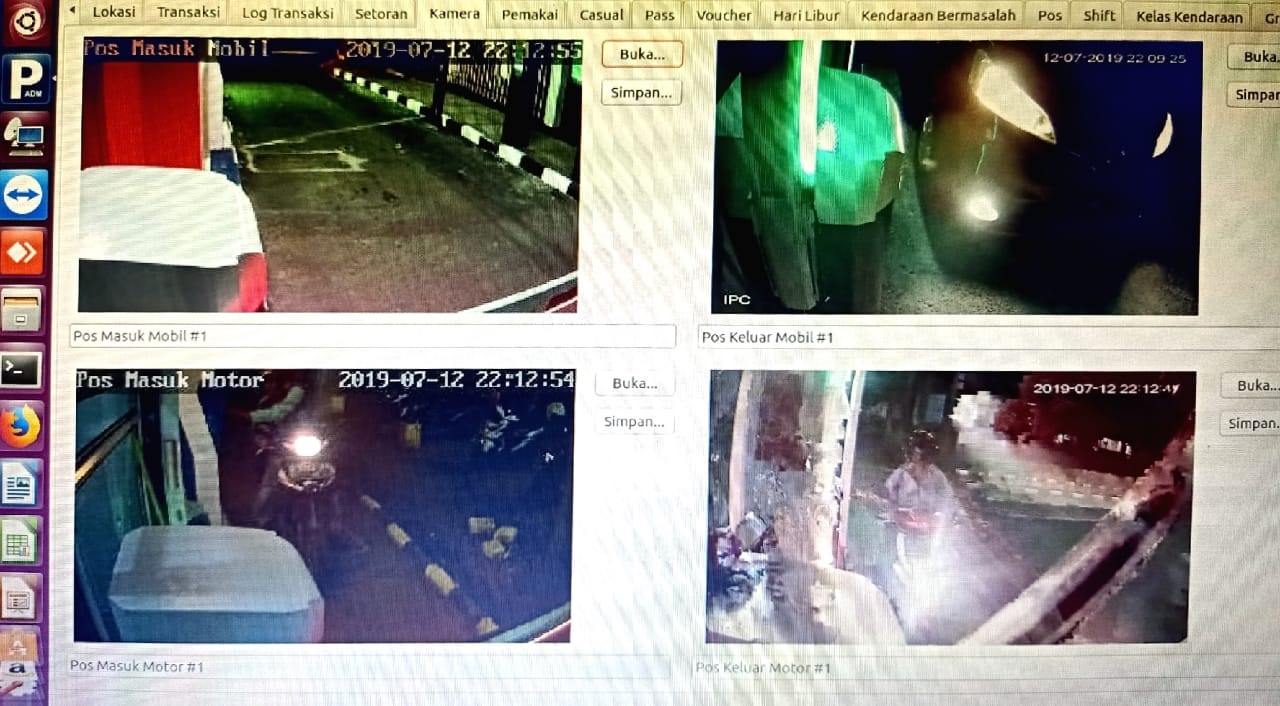 Lokasi Transaksi Log Transaksi Setoran Kamera Pemakai Casual Pass Voucher Hari Libur Kendaraan Bermasalah Pos Shift Kelas Kendaraan
P
ADM
Pos Masuk Mobil 2019-07-12 22:12:55
Buka...
Simpan...
12-07-2019 22 09 25
IPC
Buka.
Simpan
Pos Masuk Mobil #1
Pos Keluar Mobil #1
Pos Masuk Motor 2019-07-12 22:12:54
Buka...
Simpan...
2019-07-12 22:12:47
Buka...
Simpan.
Pos Masuk Motor #1
Pos Keluar Motor #1